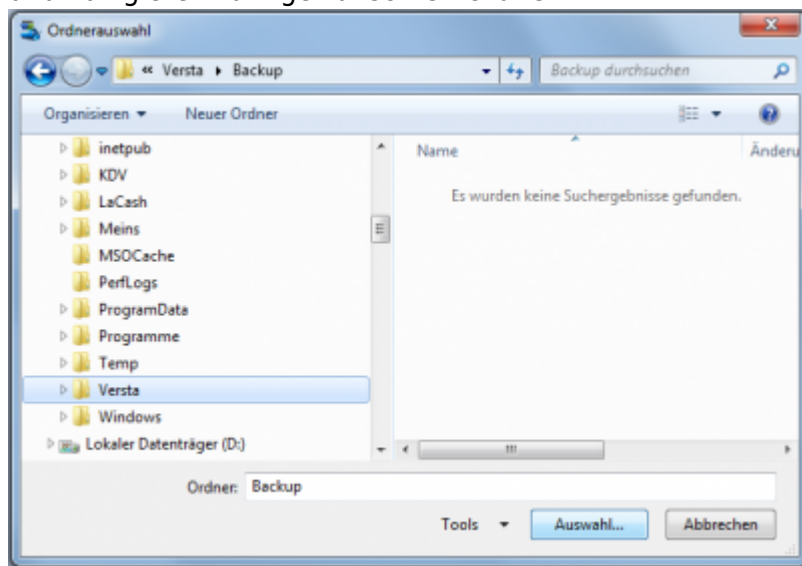 Ordnerauswahl
« Versta Backup
Backup durchsuchen
Organisieren Neuer Ordner
inetpub
KDV
LaCash
Meins
MSOCache
PerfLogs
ProgramData
Programme
Temp
Versta
Windows
Lokaler Datenträger (D:)
Name Änderu
Es wurden keine Suchergebnisse gefunden.
Ordner: Backup
Tools Auswahl... Abbrechen